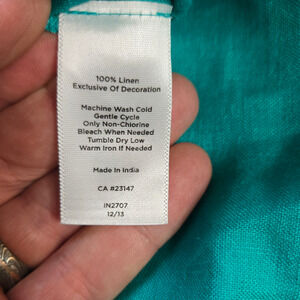 100% Linen
Exclusive Of Decoration
Machine Wash Cold
Gentle Cycle
Only Non-Chlorine
Bleach When Needed
Tumble Dry Low
Warm Iron If Needed
Made In India
CA #23147
IN2707
12/13